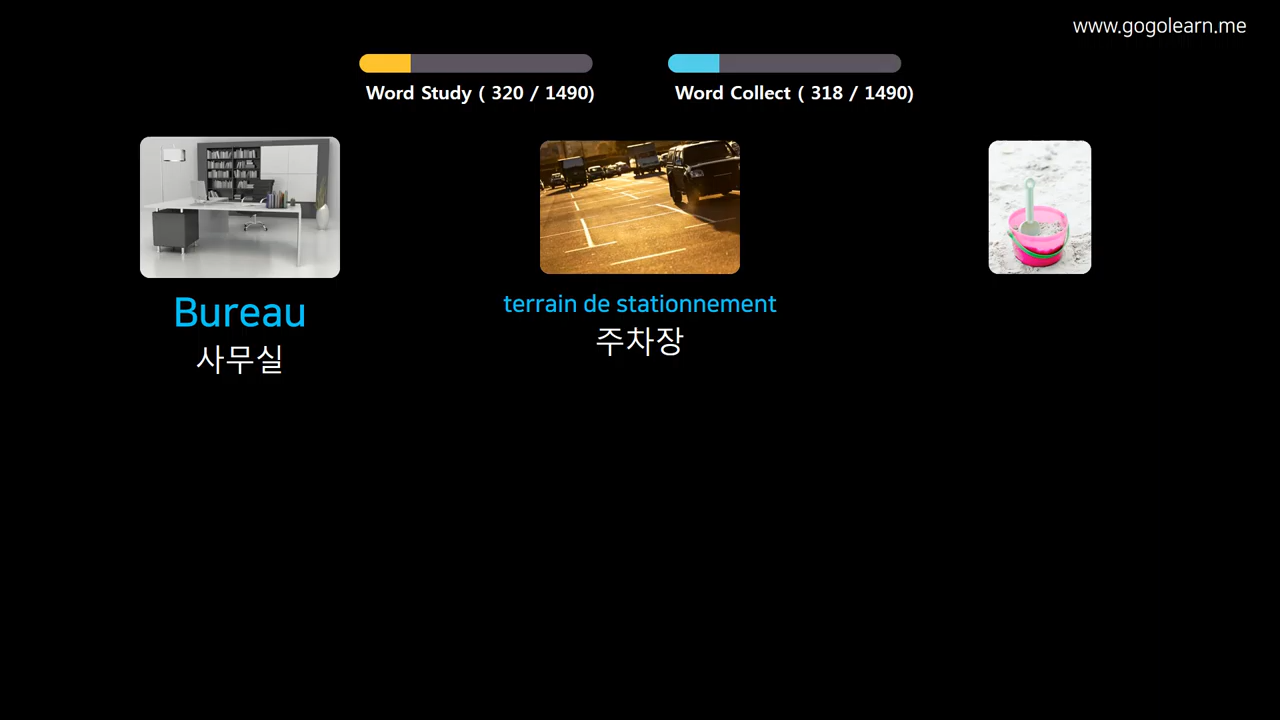 www.gogolearn.me
Word Study ( 320 / 1490)
Word Collect ( 318 / 1490)
Bureau
사무실
terrain de stationnement
주차장